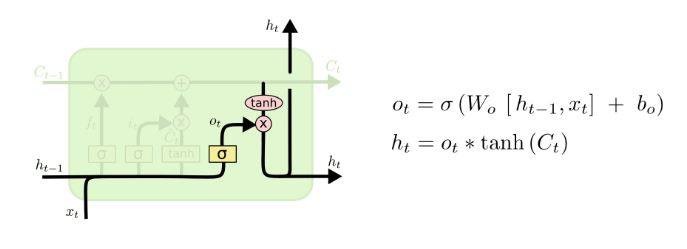 h_t
C_{t-1}
C_t
tanh
f_t
i_t
C̃_t
o_t
σ
σ
tanh
σ
h_{t-1}
h_t
x_t
o_t = σ (W_o [ h_{t-1}, x_t ] + b_o)
h_t = o_t * tanh (C_t)